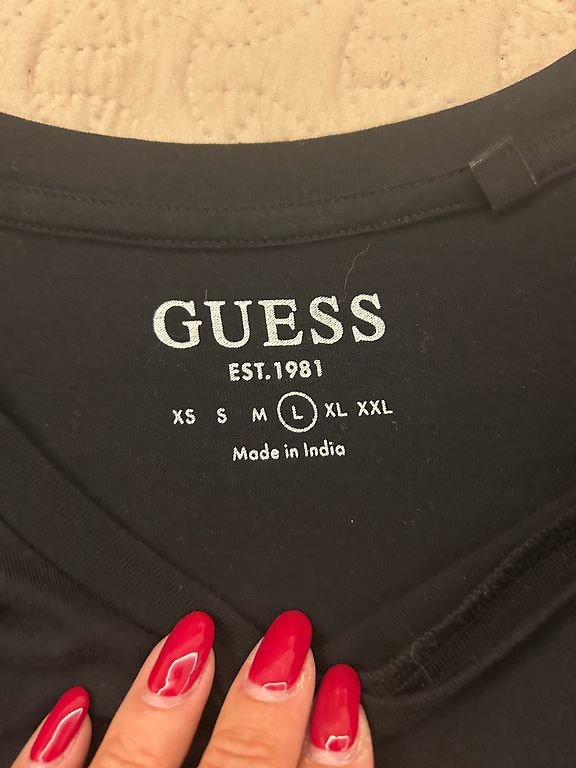 GUESS
EST.1981
XS S M L XL XXL
Made in India